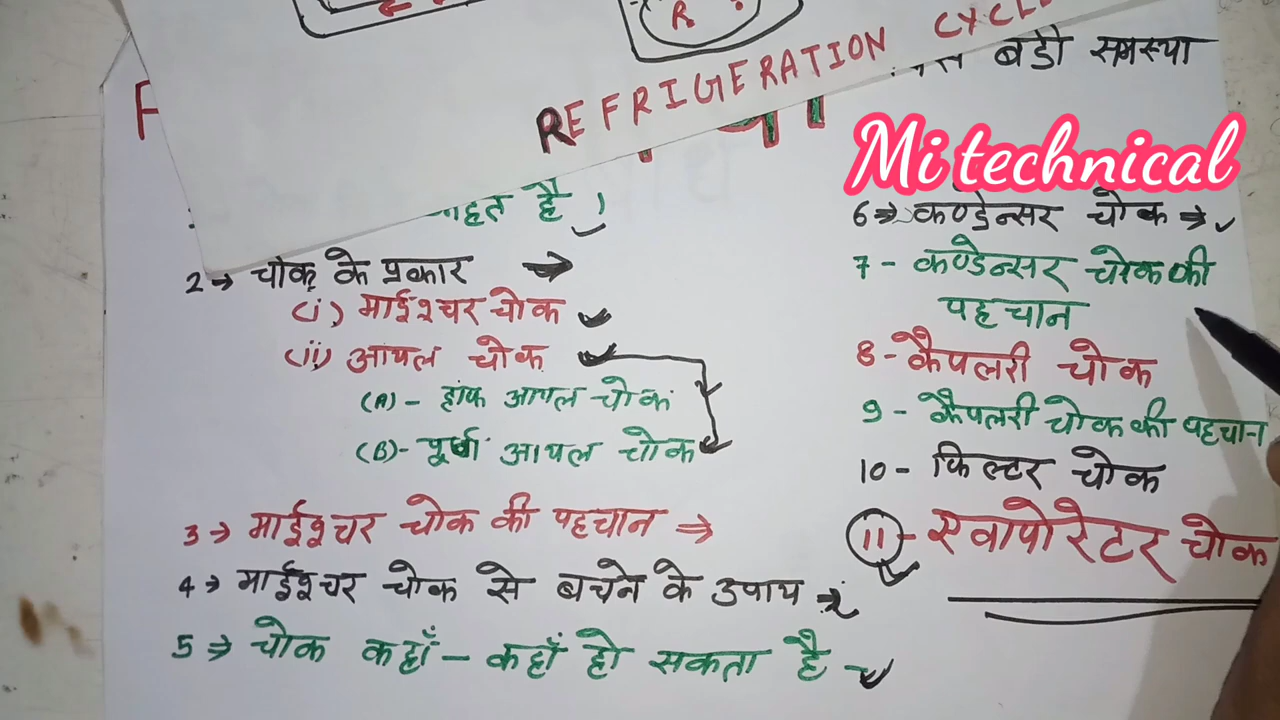 R
REFRIGERATION CYCLE
बडी समस्या
Mi technical
है
2→ चोक के प्रकार →
(i) माईश्चर चोक
(ii) आयल चोक
(A) - हाफ आयल चोक
(B) - पूर्ण आयल चोक
3→ माईश्चर चोक की पहचान ⇒
4→ माईश्चर चोक से बचने के उपाय →
5→ चोक कहाँ - कहाँ हो सकता है
6⇒ कण्डेन्सर चोक ⇒
7 - कण्डेन्सर चोक की
पहचान
8 - कैपलरी चोक
9 - कैपलरी चोक की पहचान
10 - फिल्टर चोक
11 - एवापोरेटर चोक